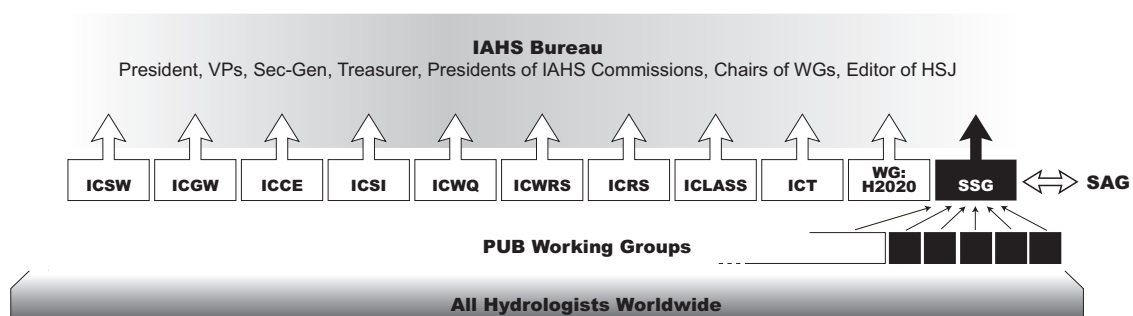 IAHS Bureau
President, VPs, Sec-Gen, Treasurer, Presidents of IAHS Commissions, Chairs of WGs, Editor of HSJ
ICSW
ICGW
ICCE
ICSI
ICWQ
ICWRS
ICRS
ICLASS
ICT
WG:
H2020
SSG
SAG
PUB Working Groups
All Hydrologists Worldwide